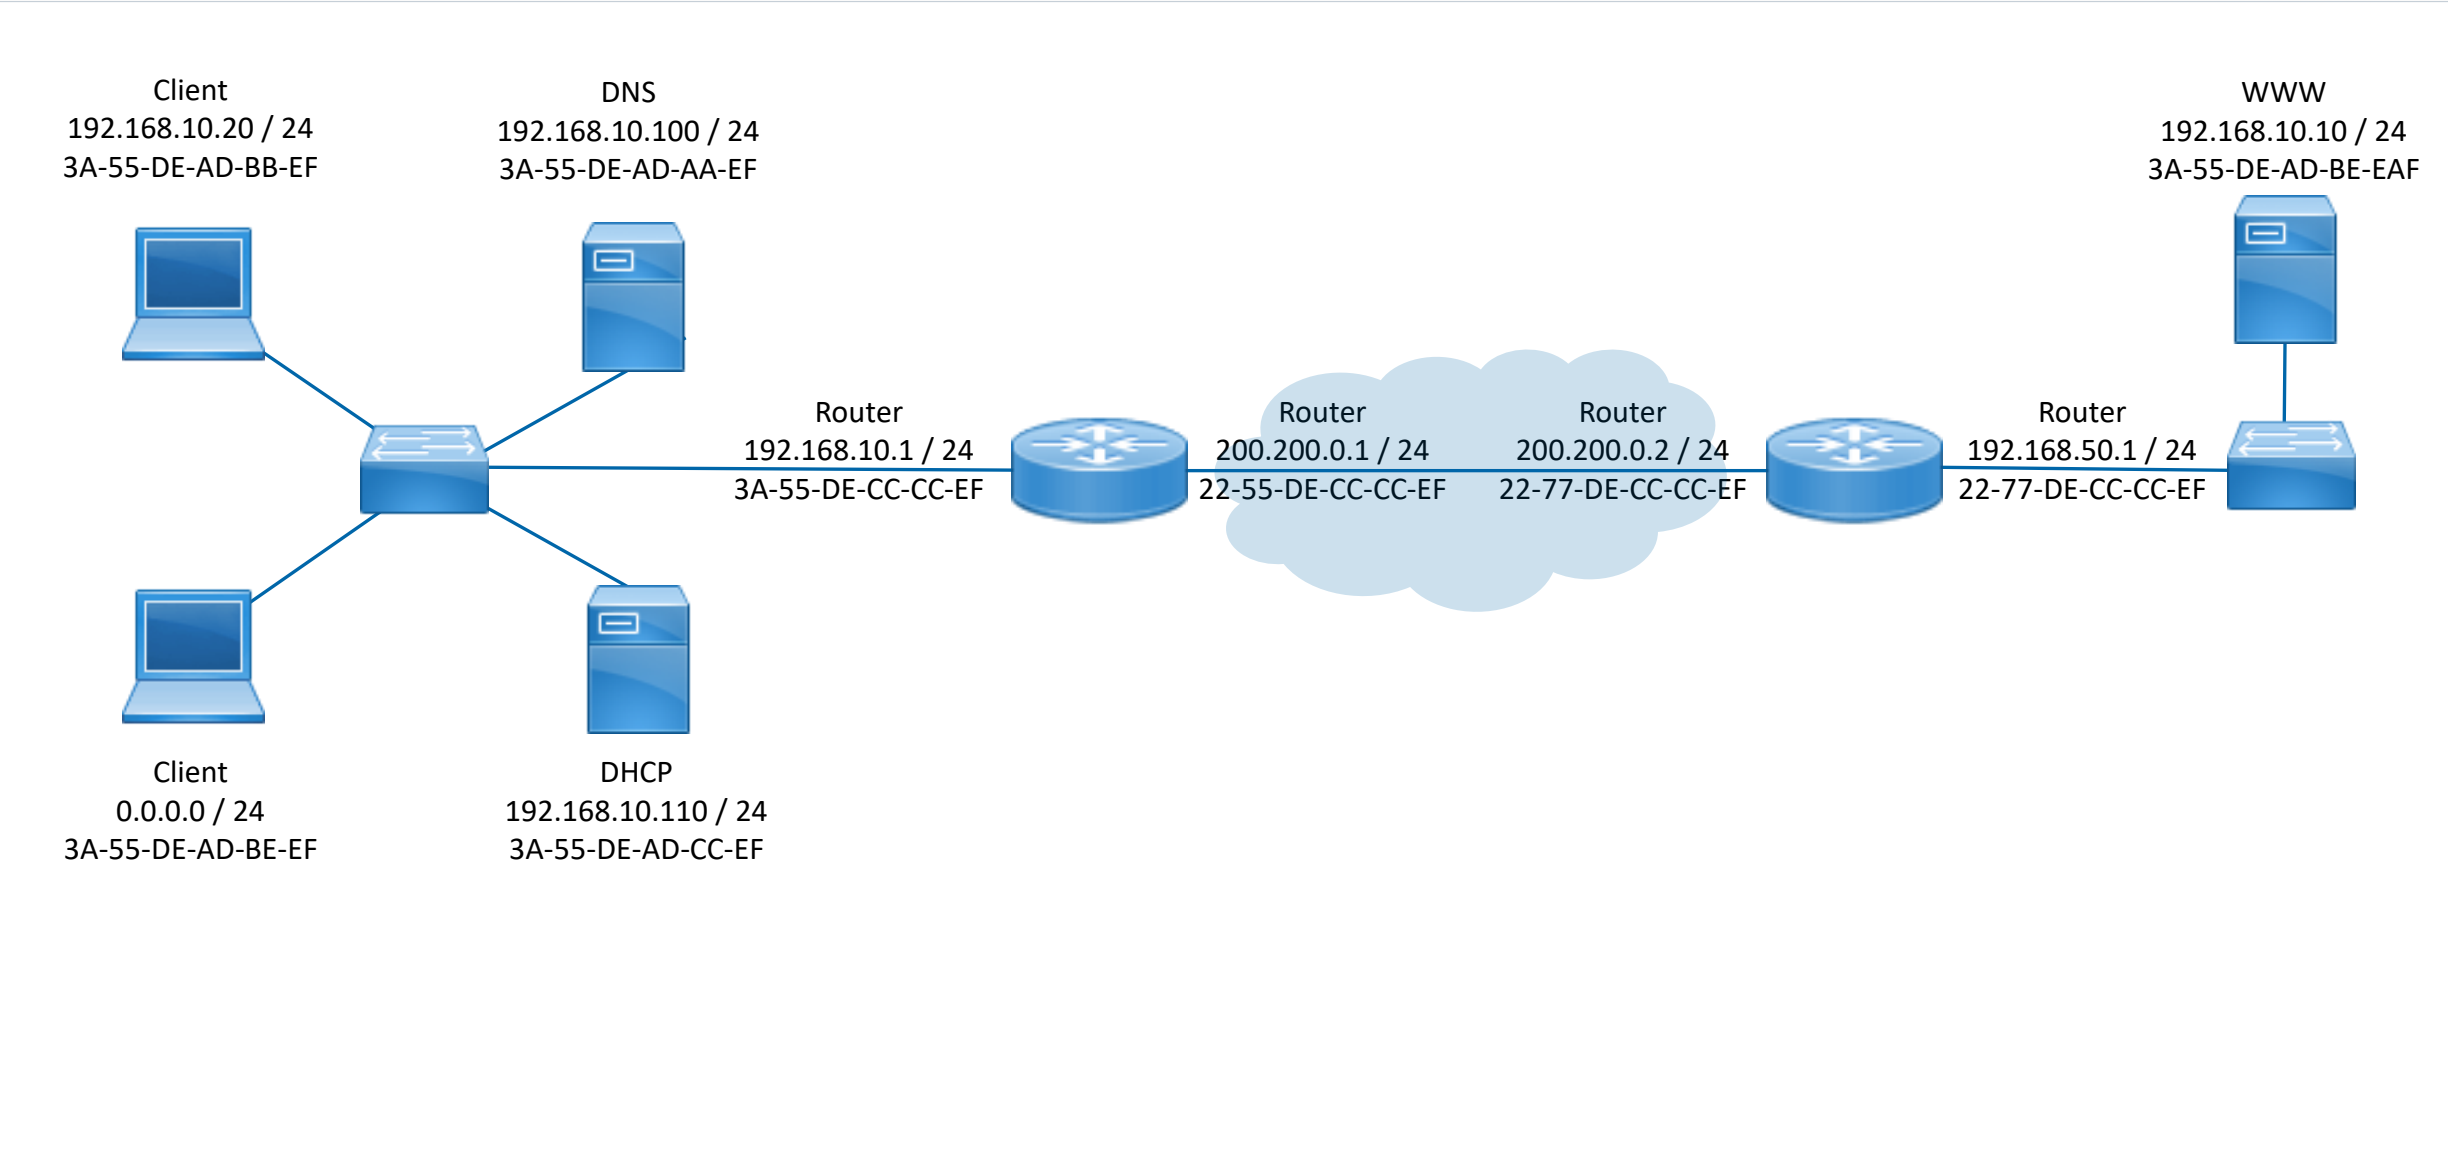 Client
192.168.10.20 / 24
3A-55-DE-AD-BB-EF
DNS
192.168.10.100 / 24
3A-55-DE-AD-AA-EF
WWW
192.168.10.10 / 24
3A-55-DE-AD-BE-EAF
Router
192.168.10.1 / 24
3A-55-DE-CC-CC-EF
Router
200.200.0.1 / 24
22-55-DE-CC-CC-EF
Router
200.200.0.2 / 24
22-77-DE-CC-CC-EF
Router
192.168.50.1 / 24
22-77-DE-CC-CC-EF
Client
0.0.0.0 / 24
3A-55-DE-AD-BE-EF
DHCP
192.168.10.110 / 24
3A-55-DE-AD-CC-EF